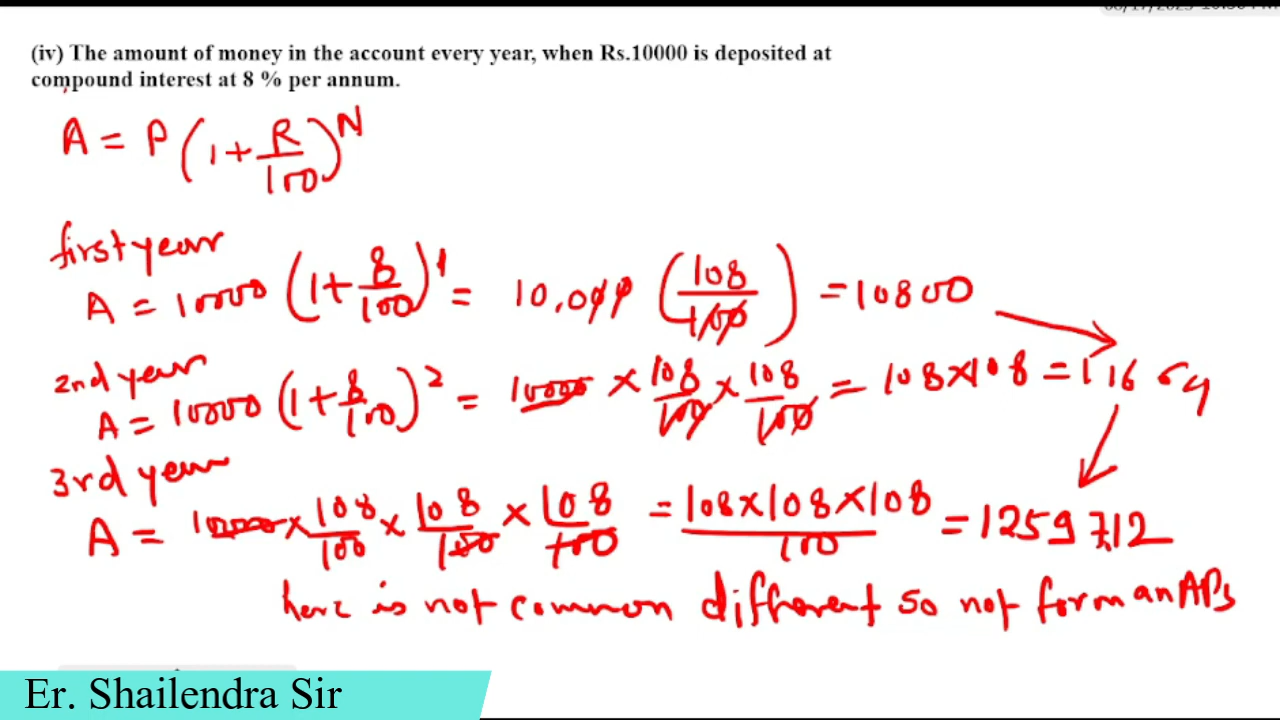 (iv) The amount of money in the account every year, when Rs.10000 is deposited at
compound interest at 8 % per annum.
A = P (1 + R/100)^N
first year
A = 10000 (1 + 8/100)^1 = 10,000 (108/100) = 10800
2nd year
A = 10000 (1 + 8/100)^2 = 10000 × 108/100 × 108/100 = 108×108 = 11664
3rd year
A = 10000 × 108/100 × 108/100 × 108/100 = 108×108×108/100 = 12597.12
here is not common different so not form an APs
Er. Shailendra Sir